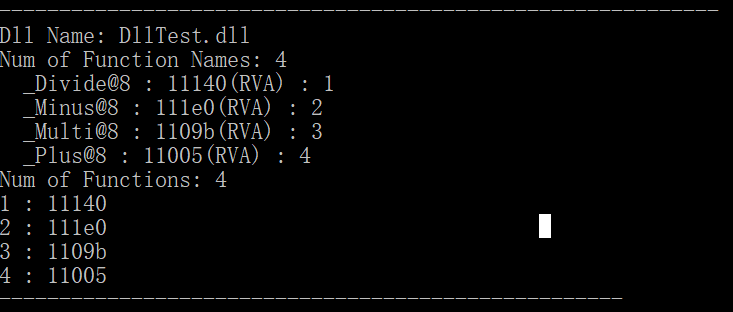 ------------------------------------------------------------
Dll Name: DllTest.dll
Num of Function Names: 4
  _Divide@8 : 11140(RVA) : 1
  _Minus@8 : 111e0(RVA) : 2
  _Multi@8 : 1109b(RVA) : 3
  _Plus@8 : 11005(RVA) : 4
Num of Functions: 4
1 : 11140
2 : 111e0
3 : 1109b
4 : 11005
----------------------------------------------------